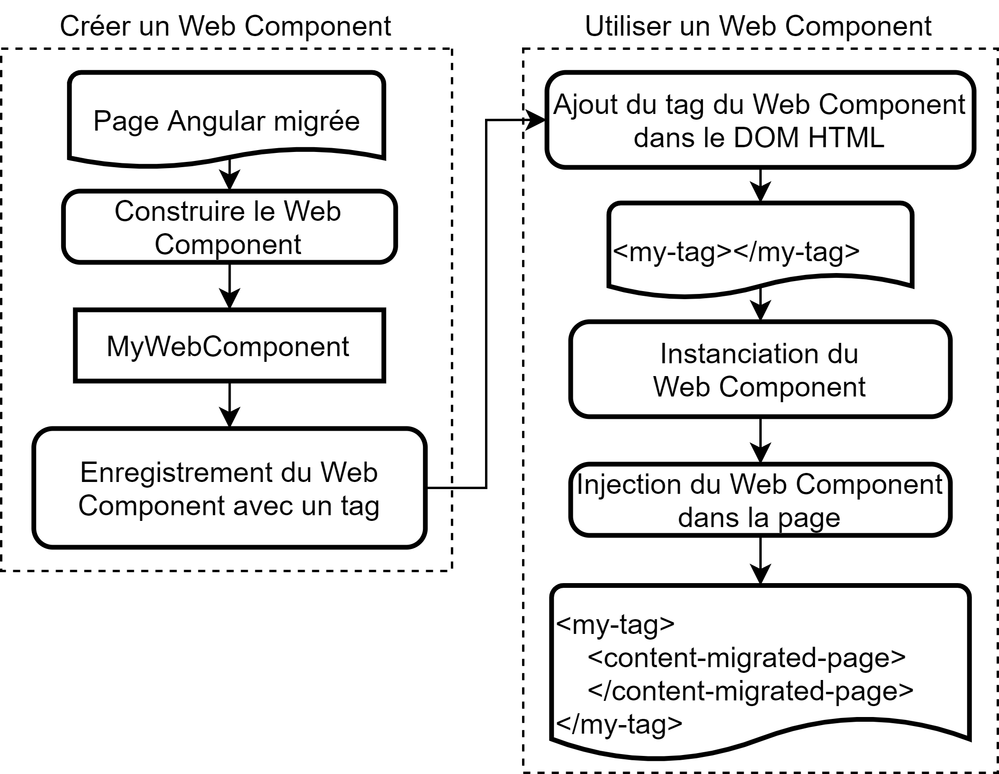 Créer un Web Component
Page Angular migrée
Construire le Web
Component
MyWebComponent
Enregistrement du Web
Component avec un tag
Utiliser un Web Component
Ajout du tag du Web Component
dans le DOM HTML
<my-tag></my-tag>
Instanciation du
Web Component
Injection du Web Component
dans la page
<my-tag>
<content-migrated-page>
</content-migrated-page>
</my-tag>